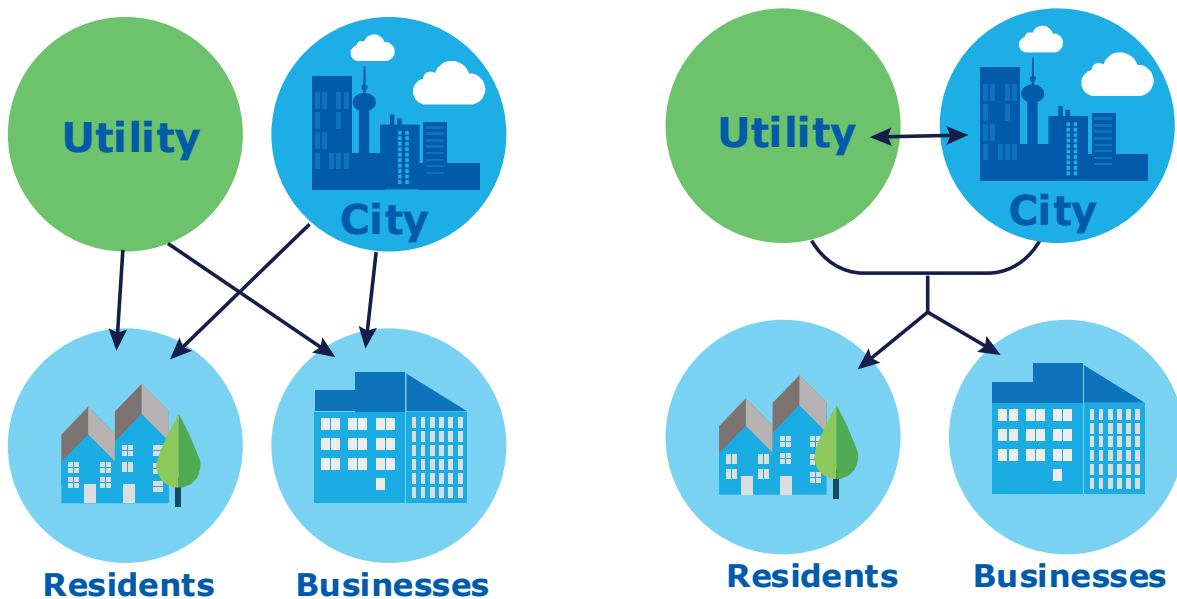 Utility
City
Residents
Businesses
Utility
City
Residents
Businesses